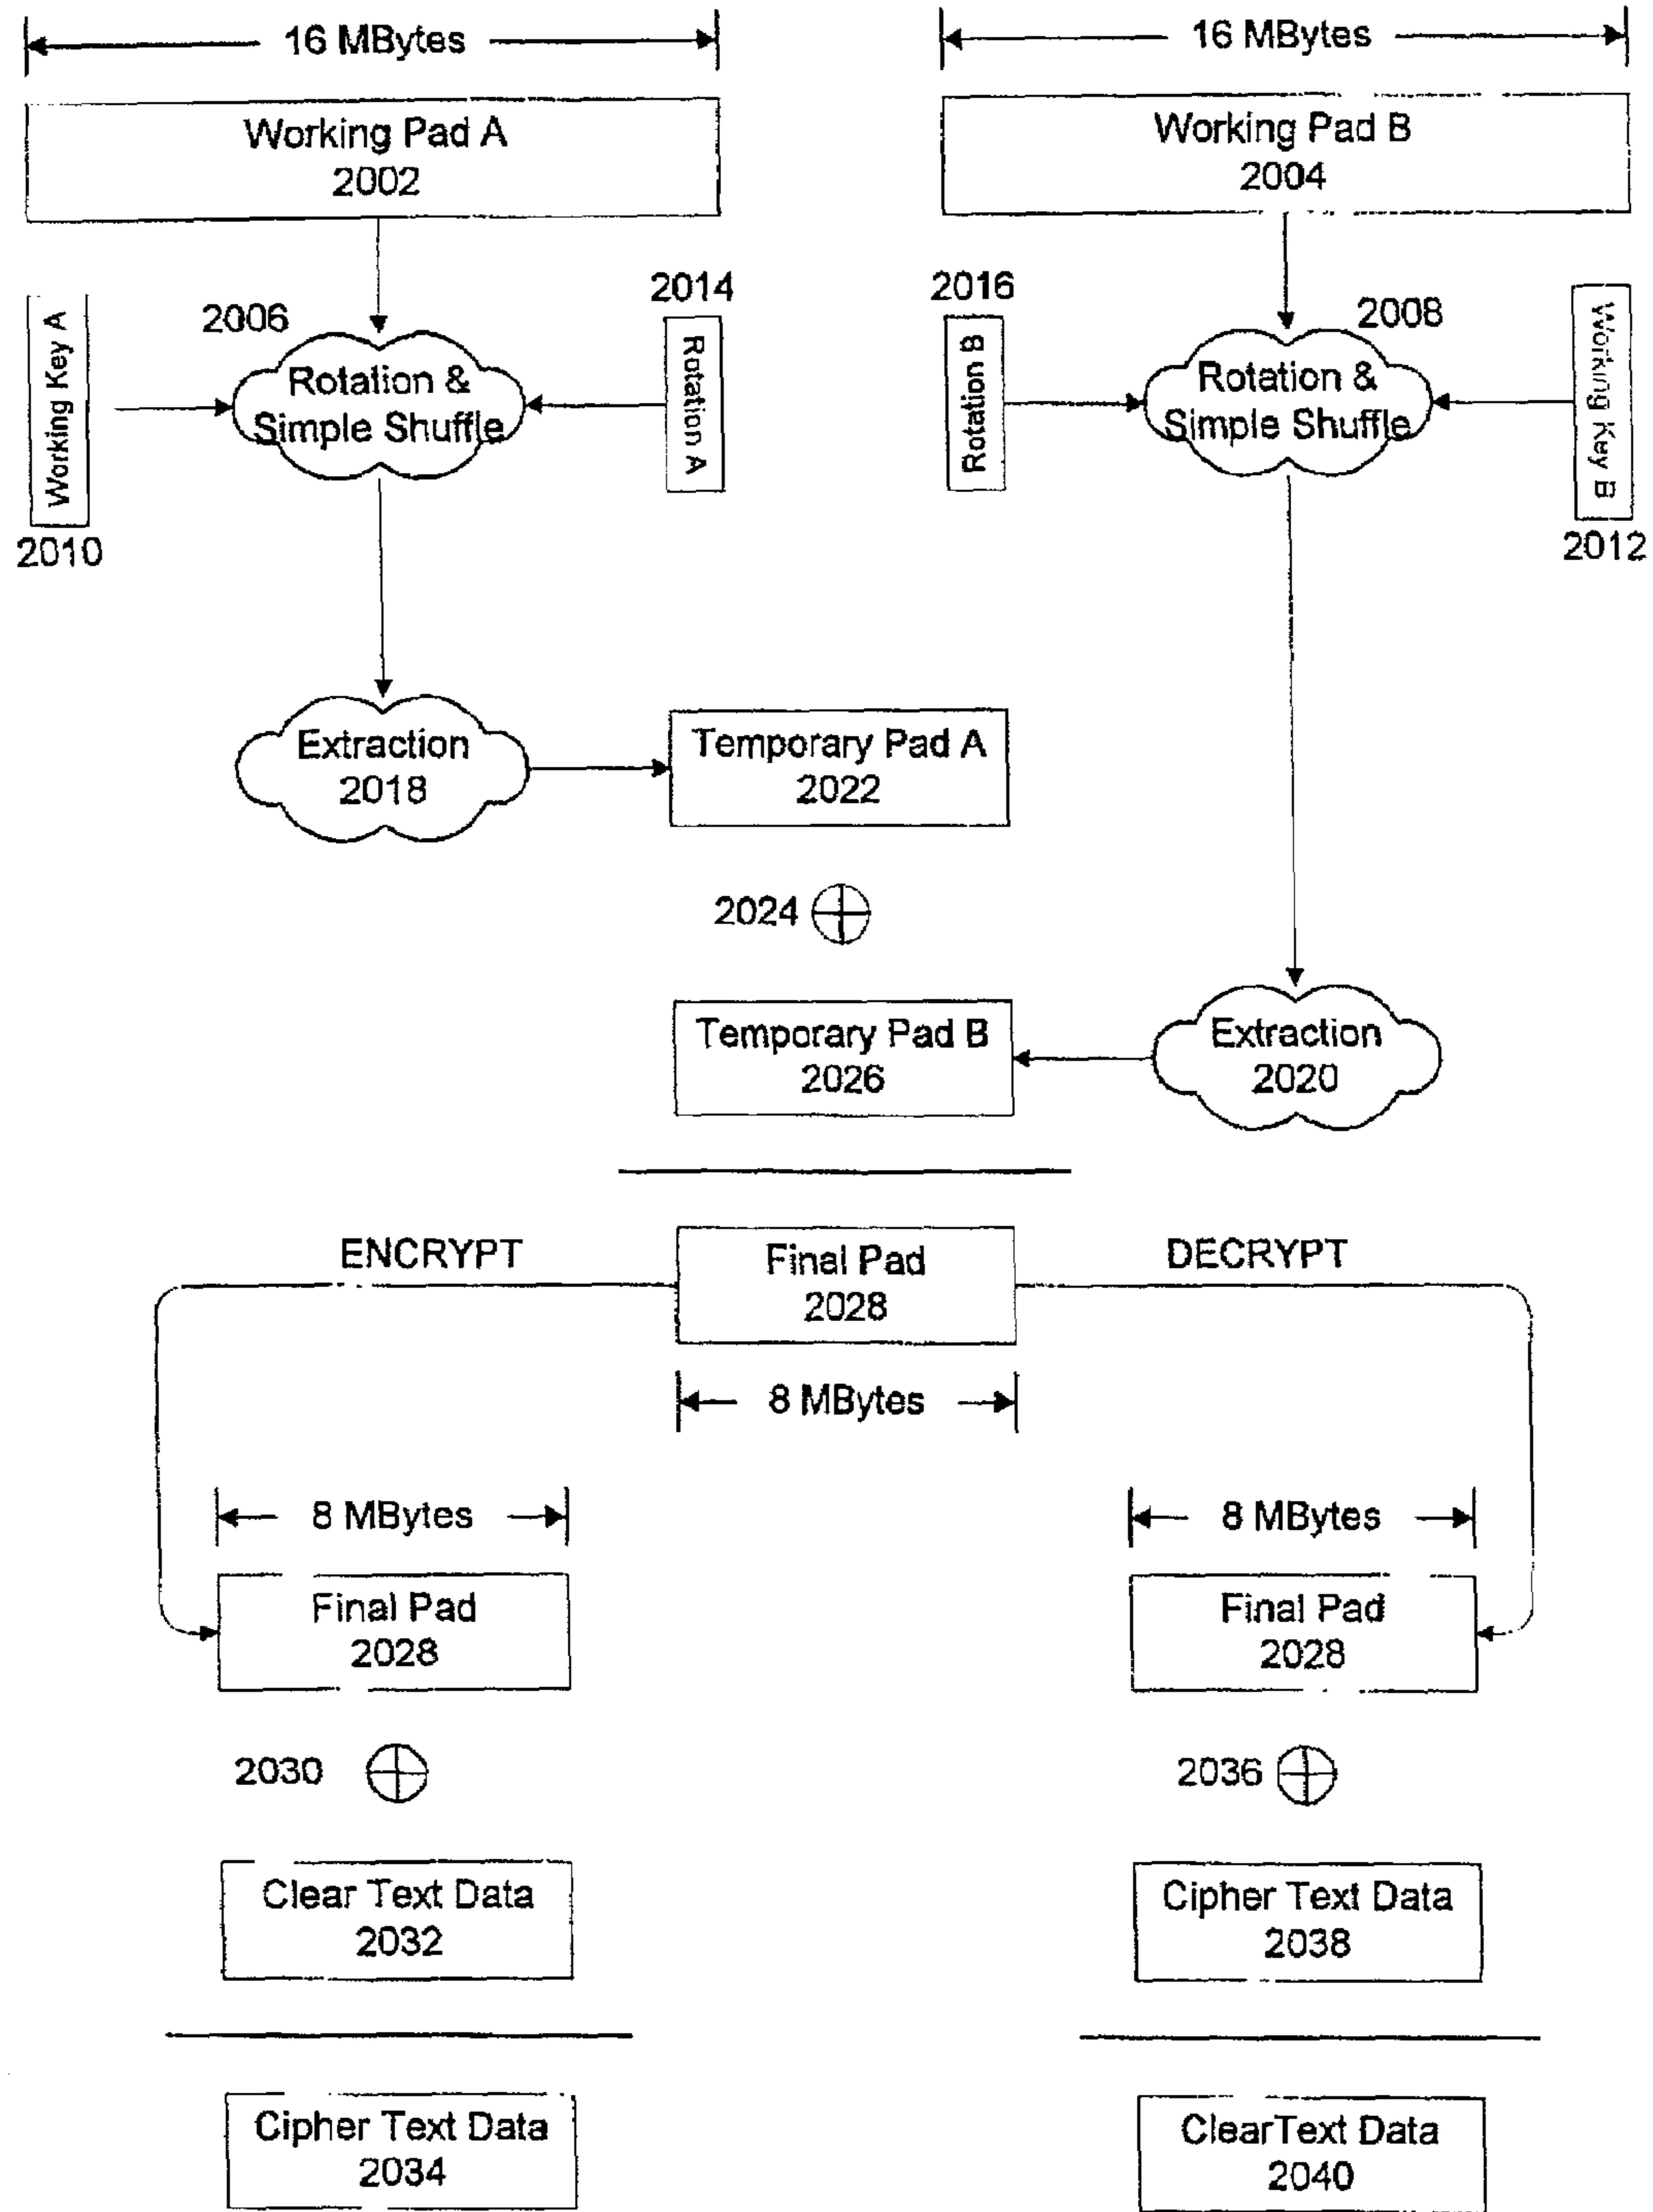 16 MBytes
16 MBytes
Working Pad A
2002
Working Pad B
2004
2014
2016
2006
2008
Working Key A
Rotation &
Simple Shuffle
Rotation A
Rotation B
Rotation &
Simple Shuffle
Working Key B
2010
2012
Extraction
2018
Temporary Pad A
2022
2024
Temporary Pad B
2026
Extraction
2020
ENCRYPT
Final Pad
2028
DECRYPT
8 MBytes
8 MBytes
8 MBytes
Final Pad
2028
Final Pad
2028
2030
2036
Clear Text Data
2032
Cipher Text Data
2038
Cipher Text Data
2034
ClearText Data
2040